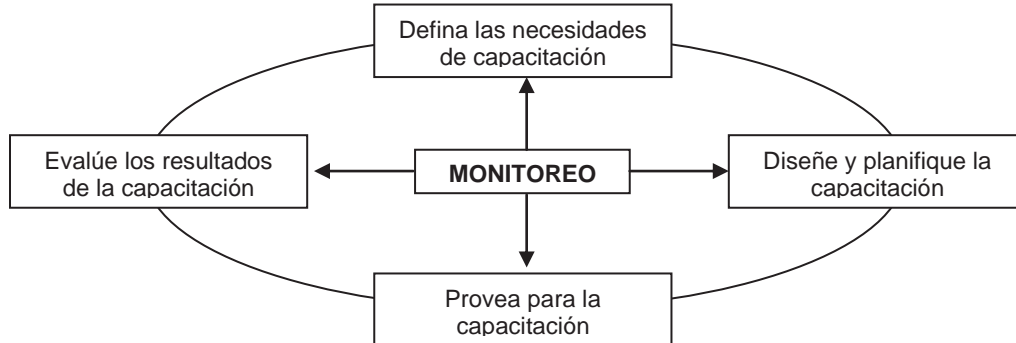 Defina las necesidades
de capacitación
Evalúe los resultados
de la capacitación
MONITOREO
Diseñe y planifique la
capacitación
Provea para la
capacitación